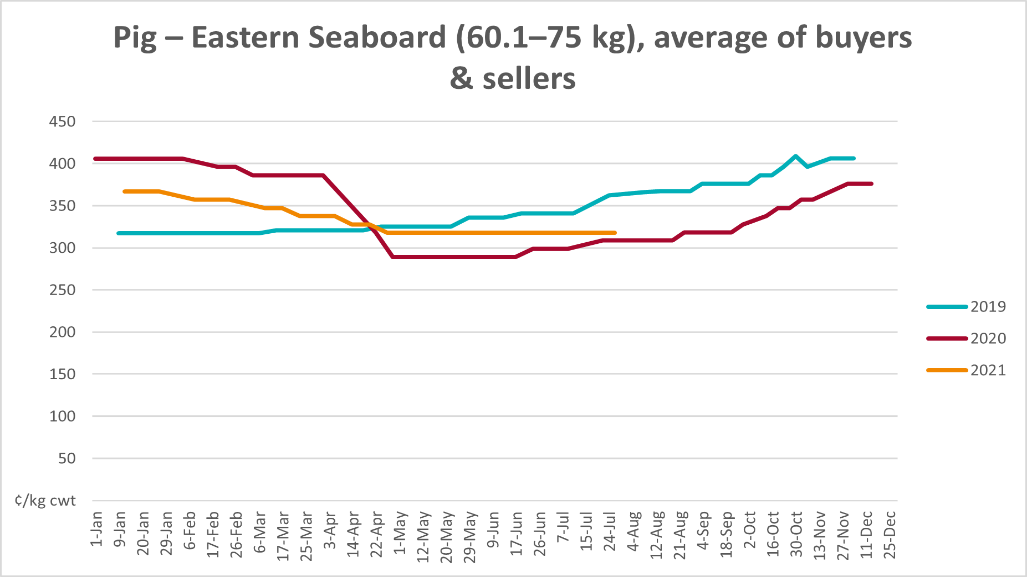 Pig – Eastern Seaboard (60.1–75 kg), average of buyers
& sellers
450
400
350
300
250
200
150
100
50
¢/kg cwt
1-Jan
9-Jan
20-Jan
29-Jan
6-Feb
17-Feb
26-Feb
6-Mar
17-Mar
25-Mar
3-Apr
14-Apr
22-Apr
1-May
12-May
20-May
29-May
9-Jun
17-Jun
26-Jun
7-Jul
15-Jul
24-Jul
4-Aug
12-Aug
21-Aug
4-Sep
18-Sep
2-Oct
16-Oct
30-Oct
13-Nov
27-Nov
11-Dec
25-Dec
2019
2020
2021